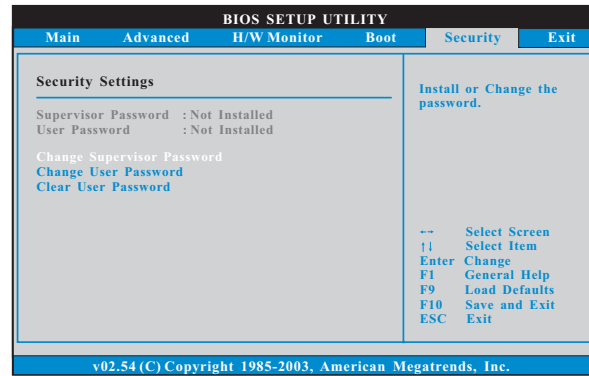 BIOS SETUP UTILITY
Main Advanced H/W Monitor Boot Security Exit
Security Settings
Supervisor Password : Not Installed
User Password : Not Installed
Change Supervisor Password
Change User Password
Clear User Password
Install or Change the
password.
←→ Select Screen
↑↓ Select Item
Enter Change
F1 General Help
F9 Load Defaults
F10 Save and Exit
ESC Exit
v02.54 (C) Copyright 1985-2003, American Megatrends, Inc.